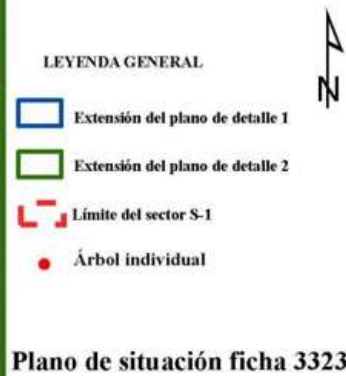 LEYENDA GENERAL
N
Extensión del plano de detalle 1
Extensión del plano de detalle 2
Límite del sector S-1
Árbol individual
Plano de situación ficha 3323